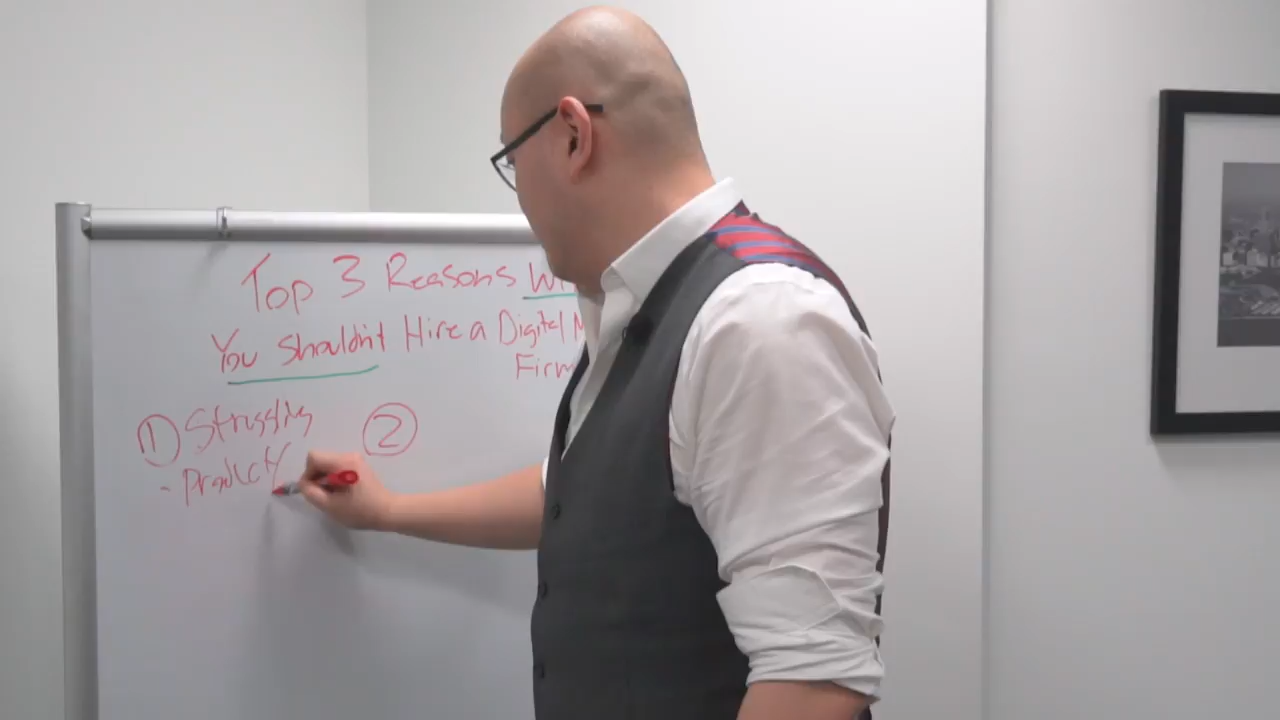 Top 3 Reasons
You Shouldn't Hire a Digital
Firm
① Struggling ②
- Product/